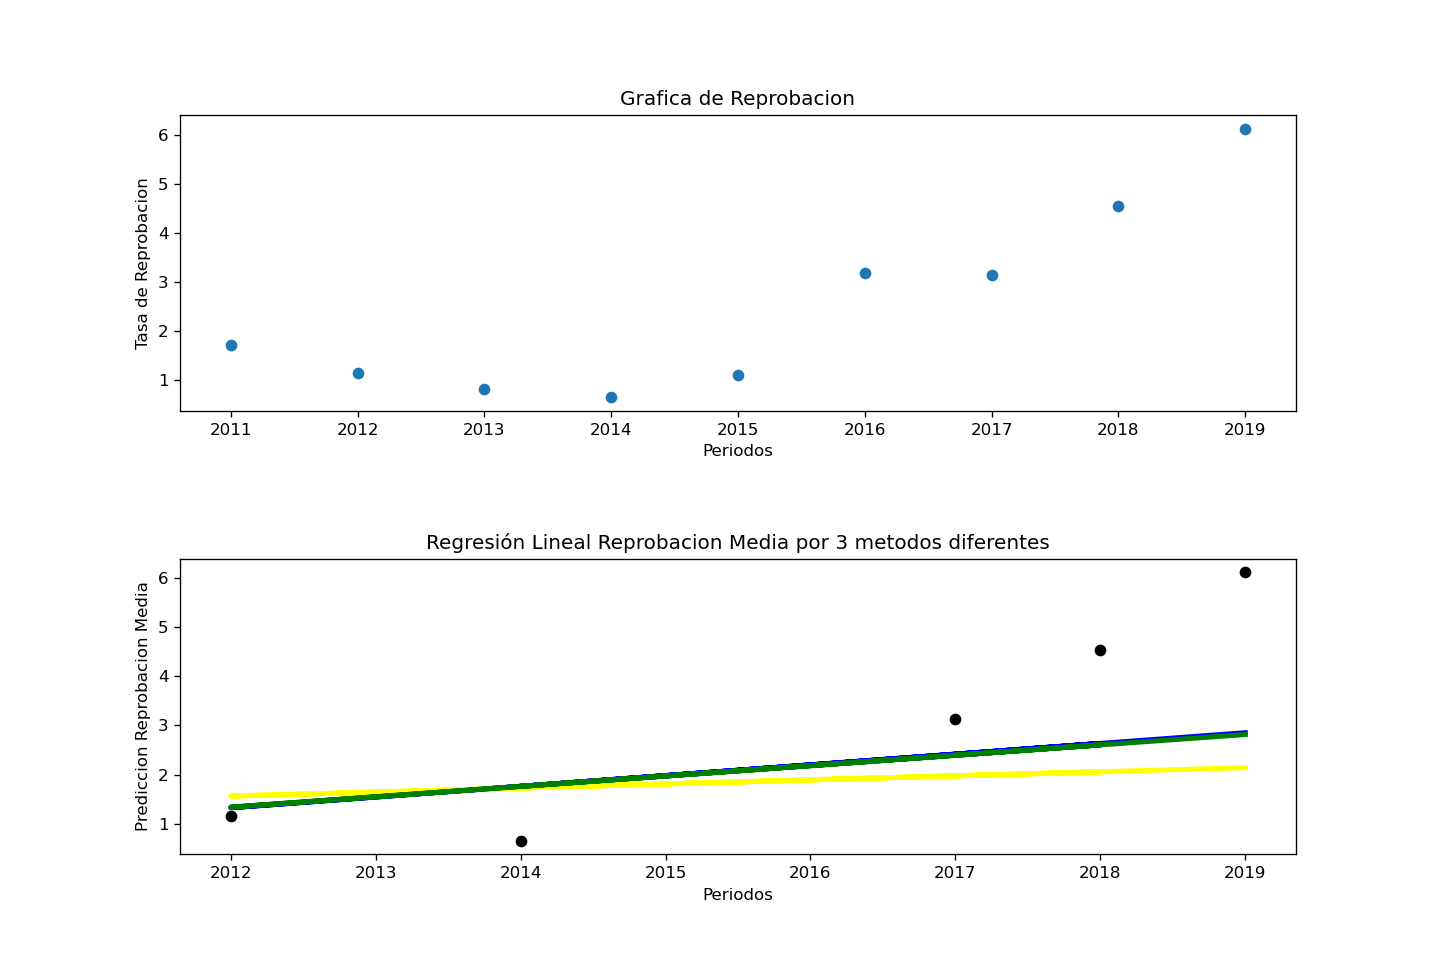 Grafica de Reprobacion
Tasa de Reprobacion
6
5
4
3
2
1
2011 2012 2013 2014 2015 2016 2017 2018 2019
Periodos
Regresión Lineal Reprobacion Media por 3 metodos diferentes
Prediccion Reprobacion Media
6
5
4
3
2
1
2012 2013 2014 2015 2016 2017 2018 2019
Periodos